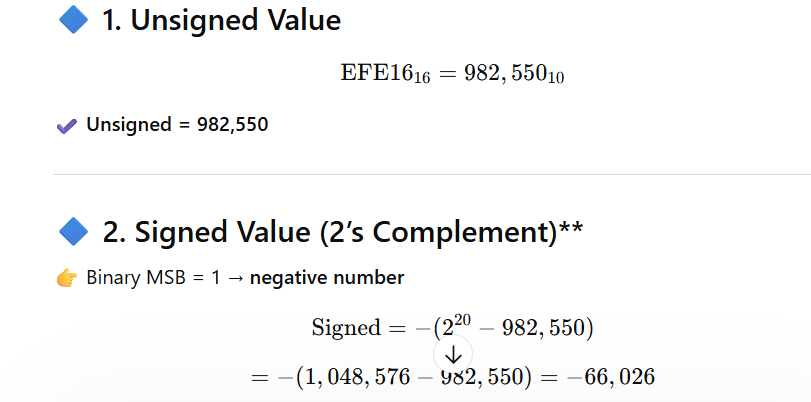 1. Unsigned Value
EFE16₁₆ = 982,550₁₀
Unsigned = 982,550
2. Signed Value (2’s Complement)**
Binary MSB = 1 → negative number
Signed = −(2²⁰ − 982,550)
= −(1,048,576 − 982,550) = −66,026